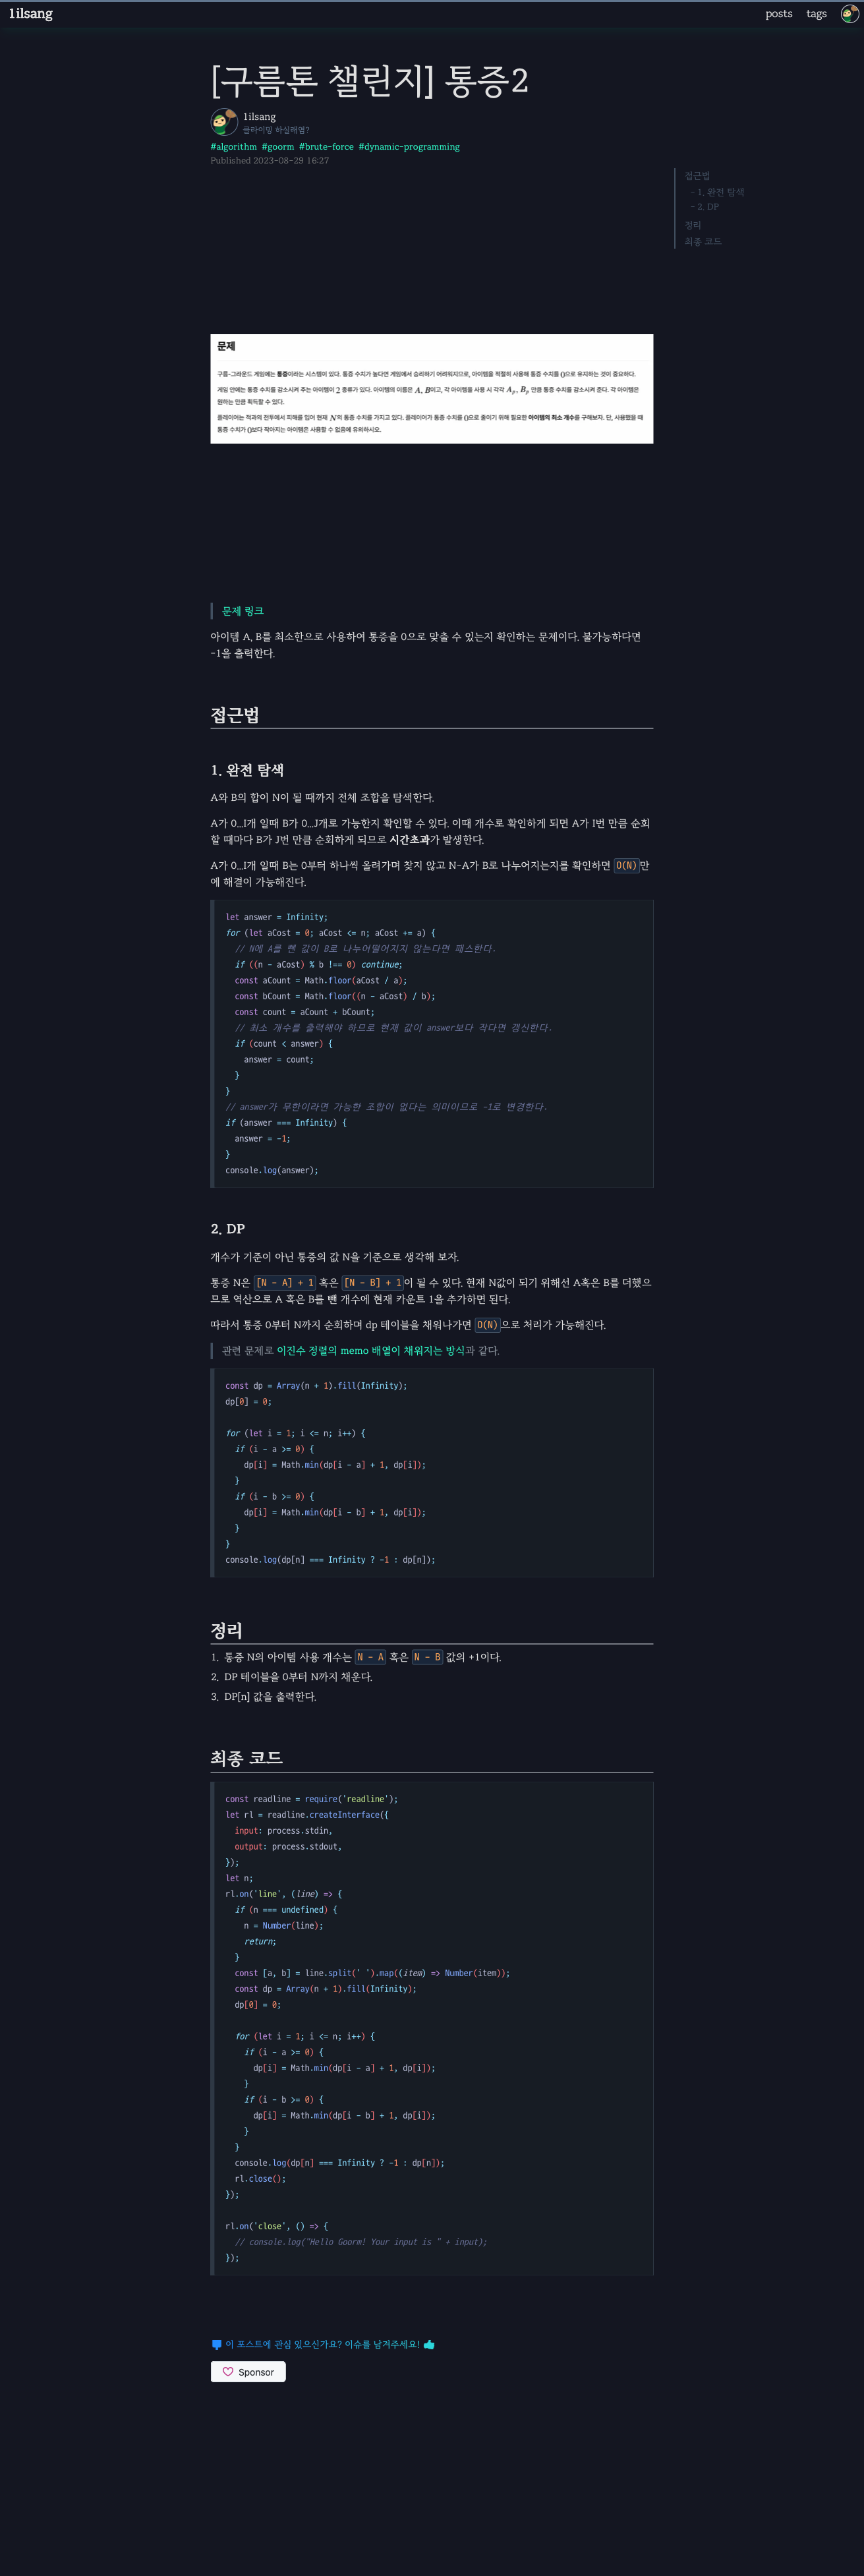 1ilsang
posts tags
[구름톤 챌린지] 통증2
1ilsang
클라이밍 하실래염?
#algorithm #goorm #brute-force #dynamic-programming
Published 2023-08-29 16:27
접근법
- 1. 완전 탐색
- 2. DP
정리
최종 코드
문제
구름-그라운드 게임에는 통증이라는 시스템이 있다. 통증 수치가 높다면 게임에서 승리하기 어려워지므로, 아이템을 적절히 사용해 통증 수치를 0으로 유지하는 것이 중요하다.
게임 안에는 통증 수치를 감소시켜 주는 아이템이 2 종류가 있다. 아이템의 이름은 A, B이고, 각 아이템을 사용 시 각각 Ap, Bp 만큼 통증 수치를 감소시켜 준다. 각 아이템은
원하는 만큼 획득할 수 있다.
플레이어는 적과의 전투에서 피해를 입어 현재 N의 통증 수치를 가지고 있다. 플레이어가 통증 수치를 0으로 줄이기 위해 필요한 아이템의 최소 개수를 구해보자. 단, 사용했을 때
통증 수치가 0보다 작아지는 아이템은 사용할 수 없음에 유의하시오.
문제 링크
아이템 A, B를 최소한으로 사용하여 통증을 0으로 맞출 수 있는지 확인하는 문제이다. 불가능하다면
-1을 출력한다.
접근법
1. 완전 탐색
A와 B의 합이 N이 될 때까지 전체 조합을 탐색한다.
A가 0...I개 일때 B가 0...J개로 가능한지 확인할 수 있다. 이때 개수로 확인하게 되면 A가 I번 만큼 순회
할 때마다 B가 J번 만큼 순회하게 되므로 시간초과가 발생한다.
A가 0...I개 일때 B는 0부터 하나씩 올려가며 찾지 않고 N-A가 B로 나누어지는지를 확인하면 O(N)만
에 해결이 가능해진다.
let answer = Infinity;
for (let aCost = 0; aCost <= n; aCost += a) {
  // N에 A를 뺀 값이 B로 나누어떨어지지 않는다면 패스한다.
  if ((n - aCost) % b !== 0) continue;
  const aCount = Math.floor(aCost / a);
  const bCount = Math.floor((n - aCost) / b);
  const count = aCount + bCount;
  // 최소 개수를 출력해야 하므로 현재 값이 answer보다 작다면 갱신한다.
  if (count < answer) {
    answer = count;
  }
}
// answer가 무한이라면 가능한 조합이 없다는 의미이므로 -1로 변경한다.
if (answer === Infinity) {
  answer = -1;
}
console.log(answer);
2. DP
개수가 기준이 아닌 통증의 값 N을 기준으로 생각해 보자.
통증 N은 [N - A] + 1 혹은 [N - B] + 1이 될 수 있다. 현재 N값이 되기 위해선 A혹은 B를 더했으
므로 역산으로 A 혹은 B를 뺀 개수에 현재 카운트 1을 추가하면 된다.
따라서 통증 0부터 N까지 순회하며 dp 테이블을 채워나가면 O(N)으로 처리가 가능해진다.
관련 문제로 이진수 정렬의 memo 배열이 채워지는 방식과 같다.
const dp = Array(n + 1).fill(Infinity);
dp[0] = 0;
for (let i = 1; i <= n; i++) {
  if (i - a >= 0) {
    dp[i] = Math.min(dp[i - a] + 1, dp[i]);
  }
  if (i - b >= 0) {
    dp[i] = Math.min(dp[i - b] + 1, dp[i]);
  }
}
console.log(dp[n] === Infinity ? -1 : dp[n]);
정리
1. 통증 N의 아이템 사용 개수는 N - A 혹은 N - B 값의 +1이다.
2. DP 테이블을 0부터 N까지 채운다.
3. DP[n] 값을 출력한다.
최종 코드
const readline = require('readline');
let rl = readline.createInterface({
  input: process.stdin,
  output: process.stdout,
});
let n;
rl.on('line', (line) => {
  if (n === undefined) {
    n = Number(line);
    return;
  }
  const [a, b] = line.split(' ').map((item) => Number(item));
  const dp = Array(n + 1).fill(Infinity);
  dp[0] = 0;
  for (let i = 1; i <= n; i++) {
    if (i - a >= 0) {
      dp[i] = Math.min(dp[i - a] + 1, dp[i]);
    }
    if (i - b >= 0) {
      dp[i] = Math.min(dp[i - b] + 1, dp[i]);
    }
  }
  console.log(dp[n] === Infinity ? -1 : dp[n]);
  rl.close();
});
rl.on('close', () => {
  // console.log("Hello Goorm! Your input is " + input);
});
이 포스트에 관심 있으신가요? 이슈를 남겨주세요!
Sponsor